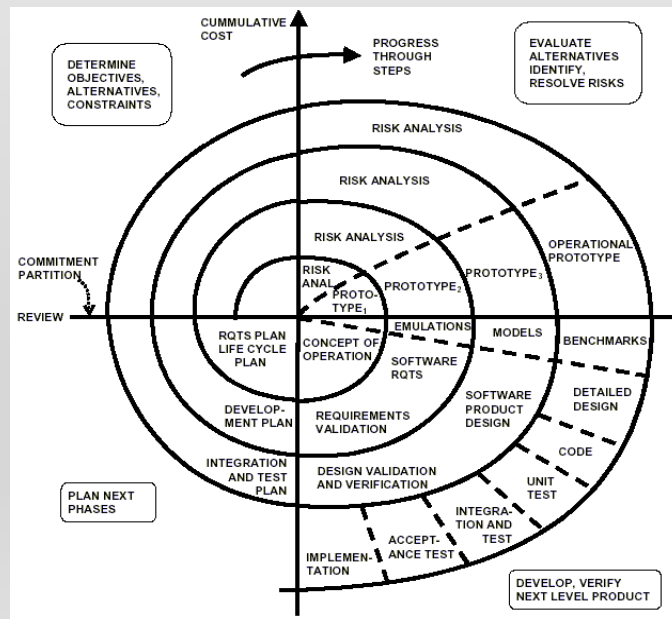 CUMMULATIVE
COST
PROGRESS
THROUGH
STEPS
DETERMINE
OBJECTIVES,
ALTERNATIVES,
CONSTRAINTS
EVALUATE
ALTERNATIVES
IDENTIFY,
RESOLVE RISKS
RISK ANALYSIS
RISK ANALYSIS
RISK ANALYSIS
RISK
ANAL.
PROTO-
TYPE1
PROTOTYPE2
PROTOTYPE3
OPERATIONAL
PROTOTYPE
COMMITMENT
PARTITION
REVIEW
RQTS PLAN
LIFE CYCLE
PLAN
CONCEPT OF
OPERATION
EMULATIONS
MODELS
BENCHMARKS
SOFTWARE
RQTS
SOFTWARE
PRODUCT
DESIGN
DETAILED
DESIGN
DEVELOP-
MENT PLAN
REQUIREMENTS
VALIDATION
CODE
INTEGRATION
AND TEST
PLAN
DESIGN VALIDATION
AND VERIFICATION
UNIT
TEST
PLAN NEXT
PHASES
INTEGRA-
TION AND
TEST
ACCEPT-
ANCE TEST
IMPLEMEN-
TATION
DEVELOP, VERIFY
NEXT LEVEL PRODUCT